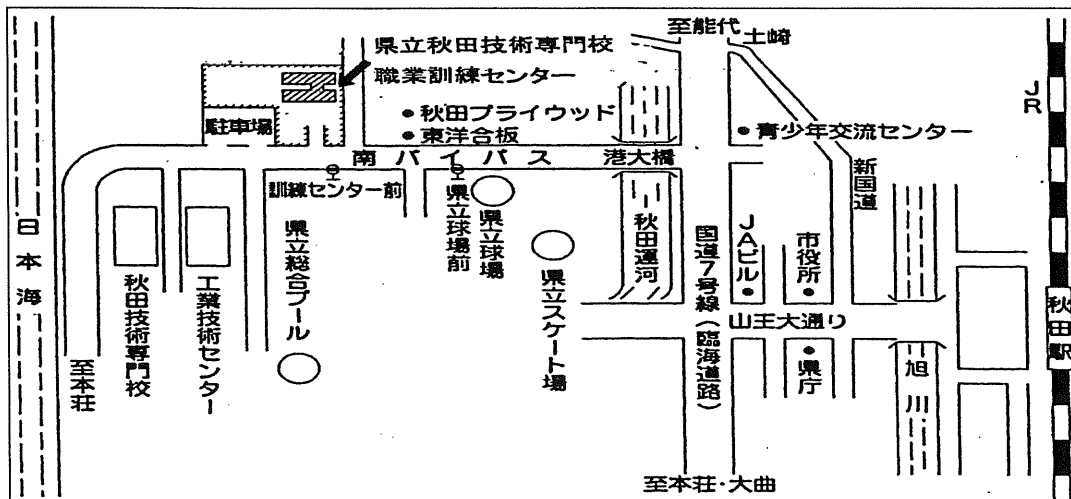 至能代
土崎
県立秋田技術専門校
職業訓練センター
JR
駐車場
秋田プライウッド
東洋合板
青少年交流センター
南バイパス
港大橋
新国道
訓練センター前
県立球場前
県立球場
秋田運河
国道7号線(臨海道路)
JAビル
市役所
日本海
秋田技術専門校
工業技術センター
県立総合プール
県立スケート場
山王大通り
秋田駅
県庁
旭川
至本荘
至本荘・大曲